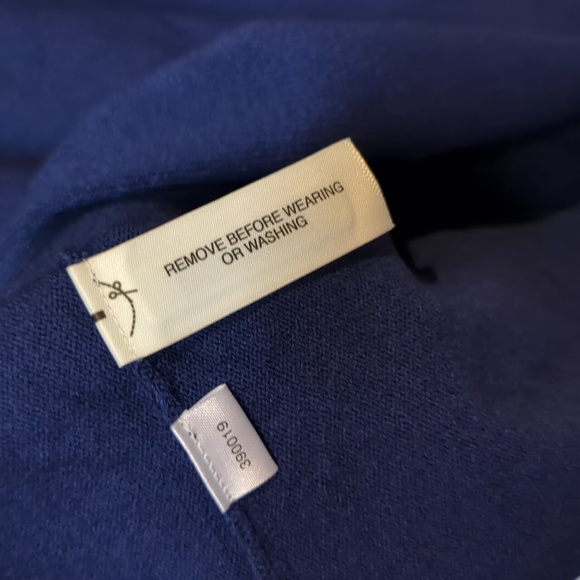 REMOVE BEFORE WEARING
OR WASHING
390019